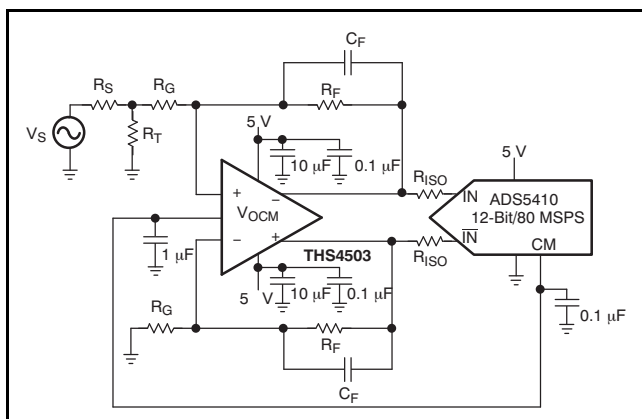 C_F
R_S
R_G
R_F
V_S
R_T
5 V
10 µF
0.1 µF
R_ISO
5 V
IN
ADS5410
12-Bit/80 MSPS
IN
CM
+
−
V_OCM
−
+
THS4503
R_ISO
1 µF
5 V
10 µF
0.1 µF
0.1 µF
R_G
R_F
C_F